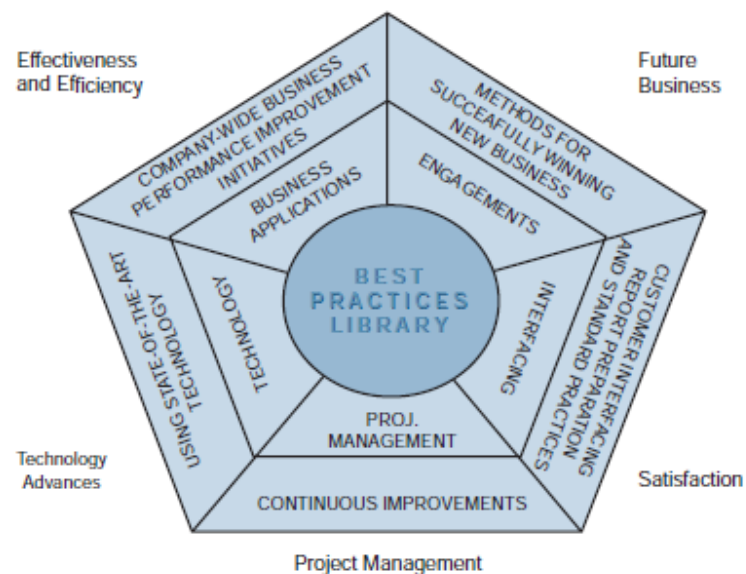 Effectiveness
and Efficiency
Future
Business
COMPANY-WIDE BUSINESS
PERFORMANCE IMPROVEMENT
INITIATIVES
METHODS FOR
SUCCEAFULLY WINNING
NEW BUSINESS
BUSINESS
APPLICATIONS
ENGAGEMENTS
BEST
PRACTICES
LIBRARY
USING STATE-OF-THE-ART
TECHNOLOGY
TECHNOLOGY
INTERFACING
CUSTOMER INTERFACING
REPORT PREPARATION
AND STANDARD PRACTICES
PROJ.
MANAGEMENT
Technology
Advances
Satisfaction
CONTINUOUS IMPROVEMENTS
Project Management